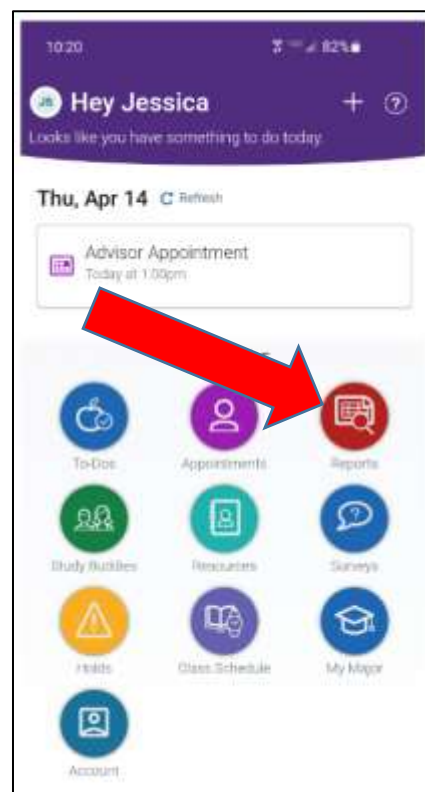 10:20 82%
JS Hey Jessica + ?
Looks like you have something to do today.
Thu, Apr 14 Refresh
Advisor Appointment
Today at 1:00pm
To-Dos Appointments Reports
Study Buddies Resources Surveys
Holds Class Schedule My Major
Account